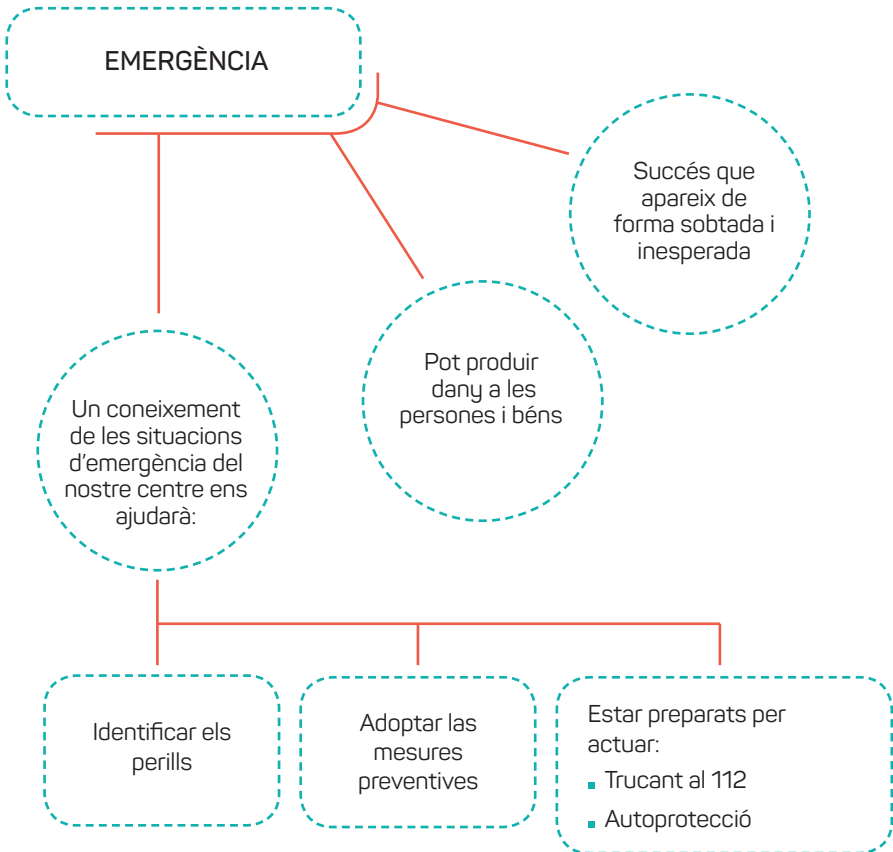 EMERGÈNCIA
Succés que
apareix de
forma sobtada i
inesperada
Pot produir
dany a les
persones i béns
Un coneixement
de les situacions
d'emergència del
nostre centre ens
ajudarà:
Identificar els
perills
Adoptar las
mesures
preventives
Estar preparats per
actuar:
Trucant al 112
Autoprotecció